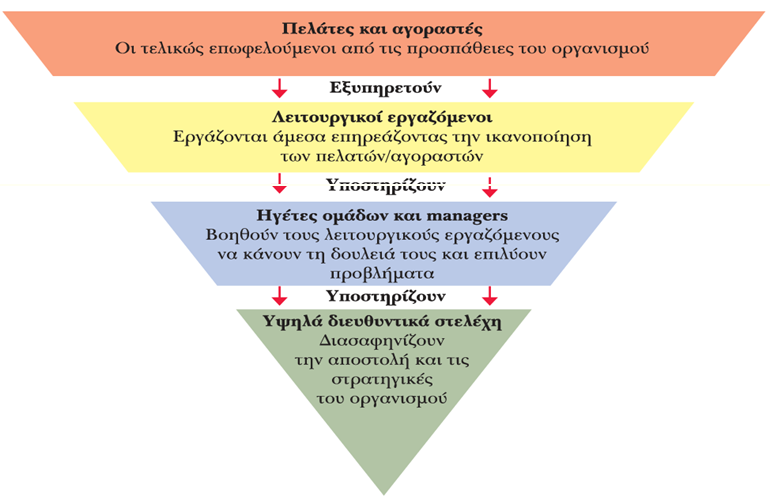 Πελάτες και αγοραστές
Οι τελικώς επωφελούμενοι από τις προσπάθειες του οργανισμού
Εξυπηρετούν
Λειτουργικοί εργαζόμενοι
Εργάζονται άμεσα επηρεάζοντας την ικανοποίηση
των πελατών/αγοραστών
Υποστηρίζουν
Ηγέτες ομάδων και managers
Βοηθούν τους λειτουργικούς εργαζόμενους
να κάνουν τη δουλειά τους και επιλύουν
προβλήματα
Υποστηρίζουν
Υψηλά διευθυντικά στελέχη
Διασαφηνίζουν
την αποστολή και τις
στρατηγικές
του οργανισμού